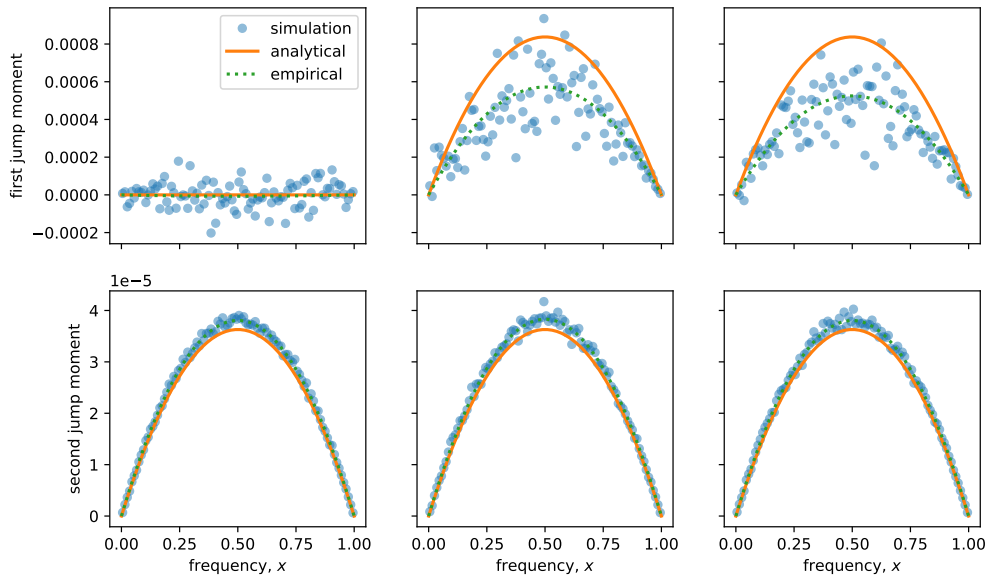 simulation
analytical
empirical
first jump moment
0.0008
0.0006
0.0004
0.0002
0.0000
−0.0002
1e−5
second jump moment
4
3
2
1
0
0.00 0.25 0.50 0.75 1.00
0.00 0.25 0.50 0.75 1.00
0.00 0.25 0.50 0.75 1.00
frequency, x
frequency, x
frequency, x